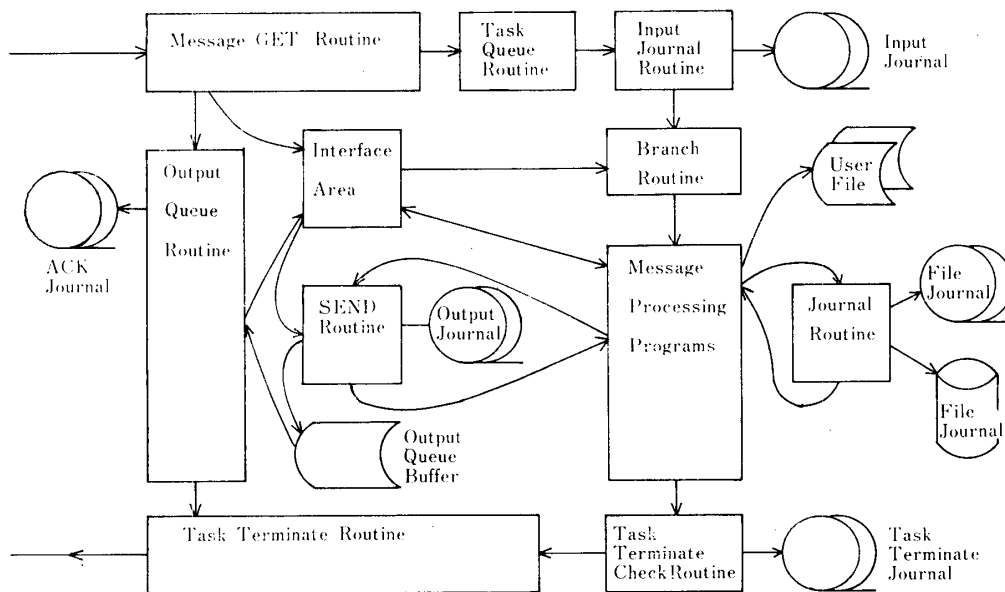 Message GET Routine
Task
Queue
Routine
Input
Journal
Routine
Input
Journal
Output
Queue
Routine
Interface
Area
Branch
Routine
User
File
ACK
Journal
SEND
Routine
Output
Journal
Message
Processing
Programs
Journal
Routine
File
Journal
File
Journal
Output
Queue
Buffer
Task Terminate Routine
Task
Terminate
Check Routine
Task
Terminate
Journal